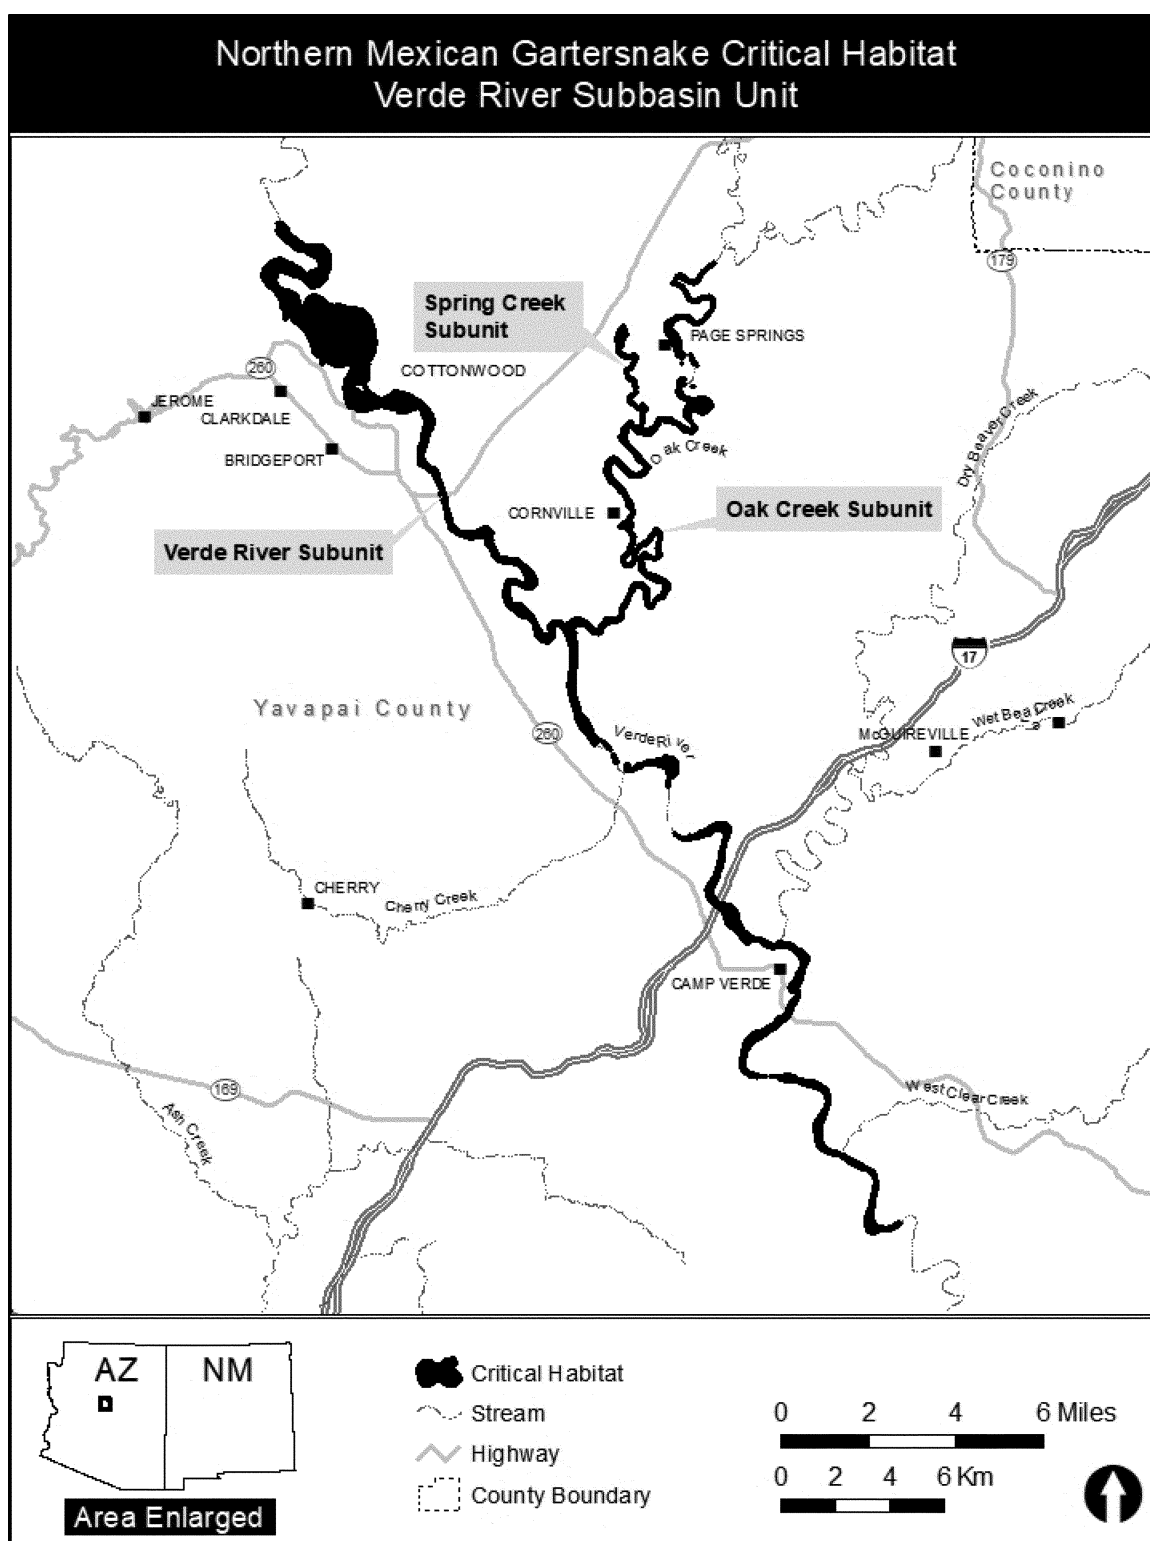 Northern Mexican Gartersnake Critical Habitat
Verde River Subbasin Unit
Coconino
County
179
Spring Creek
Subunit
PAGE SPRINGS
COTTONWOOD
260
JEROME
CLARKDALE
BRIDGEPORT
Oak Creek
Dry Beaver Creek
CORNVILLE
Oak Creek Subunit
Verde River Subunit
17
Yavapai County
260
Verde River
McGUIREVILLE
CHERRY
Cherry Creek
CAMP VERDE
169
Ash Creek
West Clear Creek
AZ
NM
Area Enlarged
Critical Habitat
Stream
Highway
County Boundary
0 2 4 6 Miles
0 2 4 6 Km